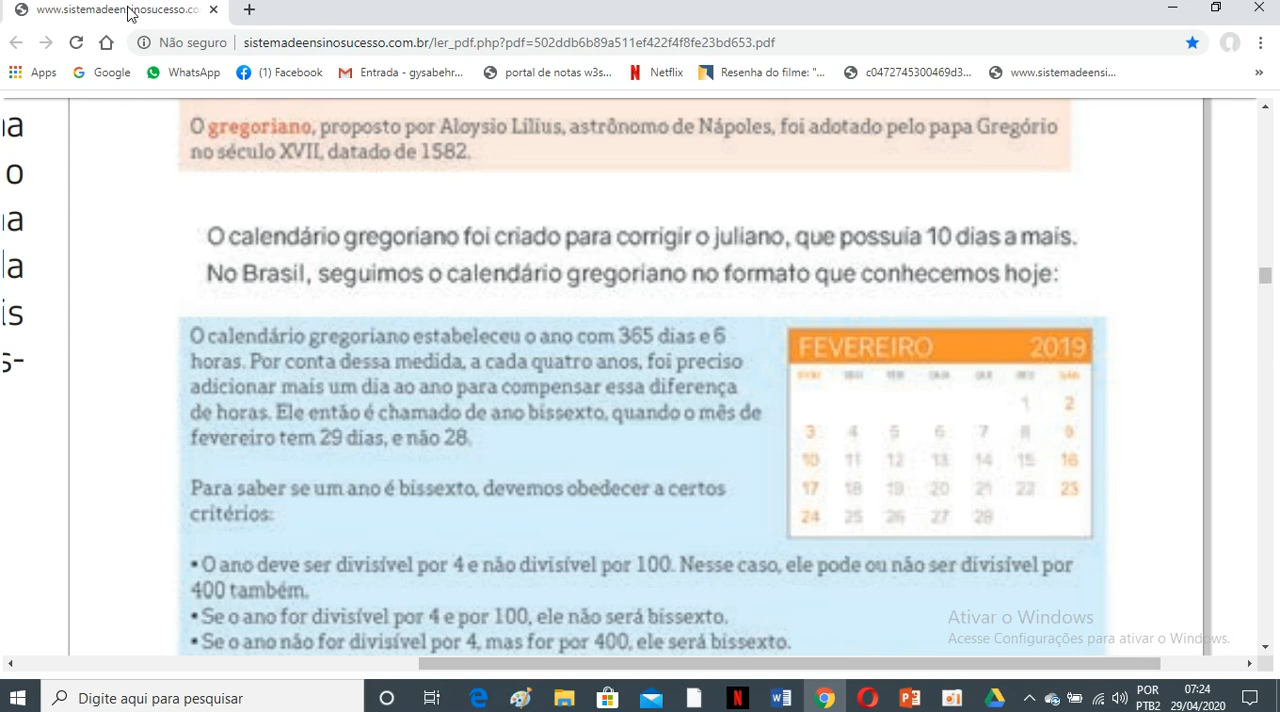 www.sistemadeensinosucesso.co
Não seguro
sistemadeensinosucesso.com.br/ler_pdf.php?pdf=502ddb6b89a511ef422f4f8fe23bd653.pdf
Apps Google WhatsApp (1) Facebook Entrada - gysabehr... portal de notas w3s... Netflix Resenha do filme: "... c0472745300469d3... www.sistemadeensi... »
a
o
a
a
is
s-
O gregoriano, proposto por Aloysio Lílius, astrônomo de Nápoles, foi adotado pelo papa Gregório
no século XVII, datado de 1582.
O calendário gregoriano foi criado para corrigir o juliano, que possuía 10 dias a mais.
No Brasil, seguimos o calendário gregoriano no formato que conhecemos hoje:
O calendário gregoriano estabeleceu o ano com 365 dias e 6
horas. Por conta dessa medida, a cada quatro anos, foi preciso
adicionar mais um dia ao ano para compensar essa diferença
de horas. Ele então é chamado de ano bissexto, quando o mês de
fevereiro tem 29 dias, e não 28.
Para saber se um ano é bissexto, devemos obedecer a certos
critérios:
FEVEREIRO 2019
1 2
3 4 5 6 7 8 9
10 11 12 13 14 15 16
17 18 19 20 21 22 23
24 25 26 27 28
• O ano deve ser divisível por 4 e não divisível por 100. Nesse caso, ele pode ou não ser divisível por
400 também.
• Se o ano for divisível por 4 e por 100, ele não será bissexto.
• Se o ano não for divisível por 4, mas for por 400, ele será bissexto.
Ativar o Windows
Acesse Configurações para ativar o Windows.
Digite aqui para pesquisar
POR 07:24
PTB2 29/04/2020